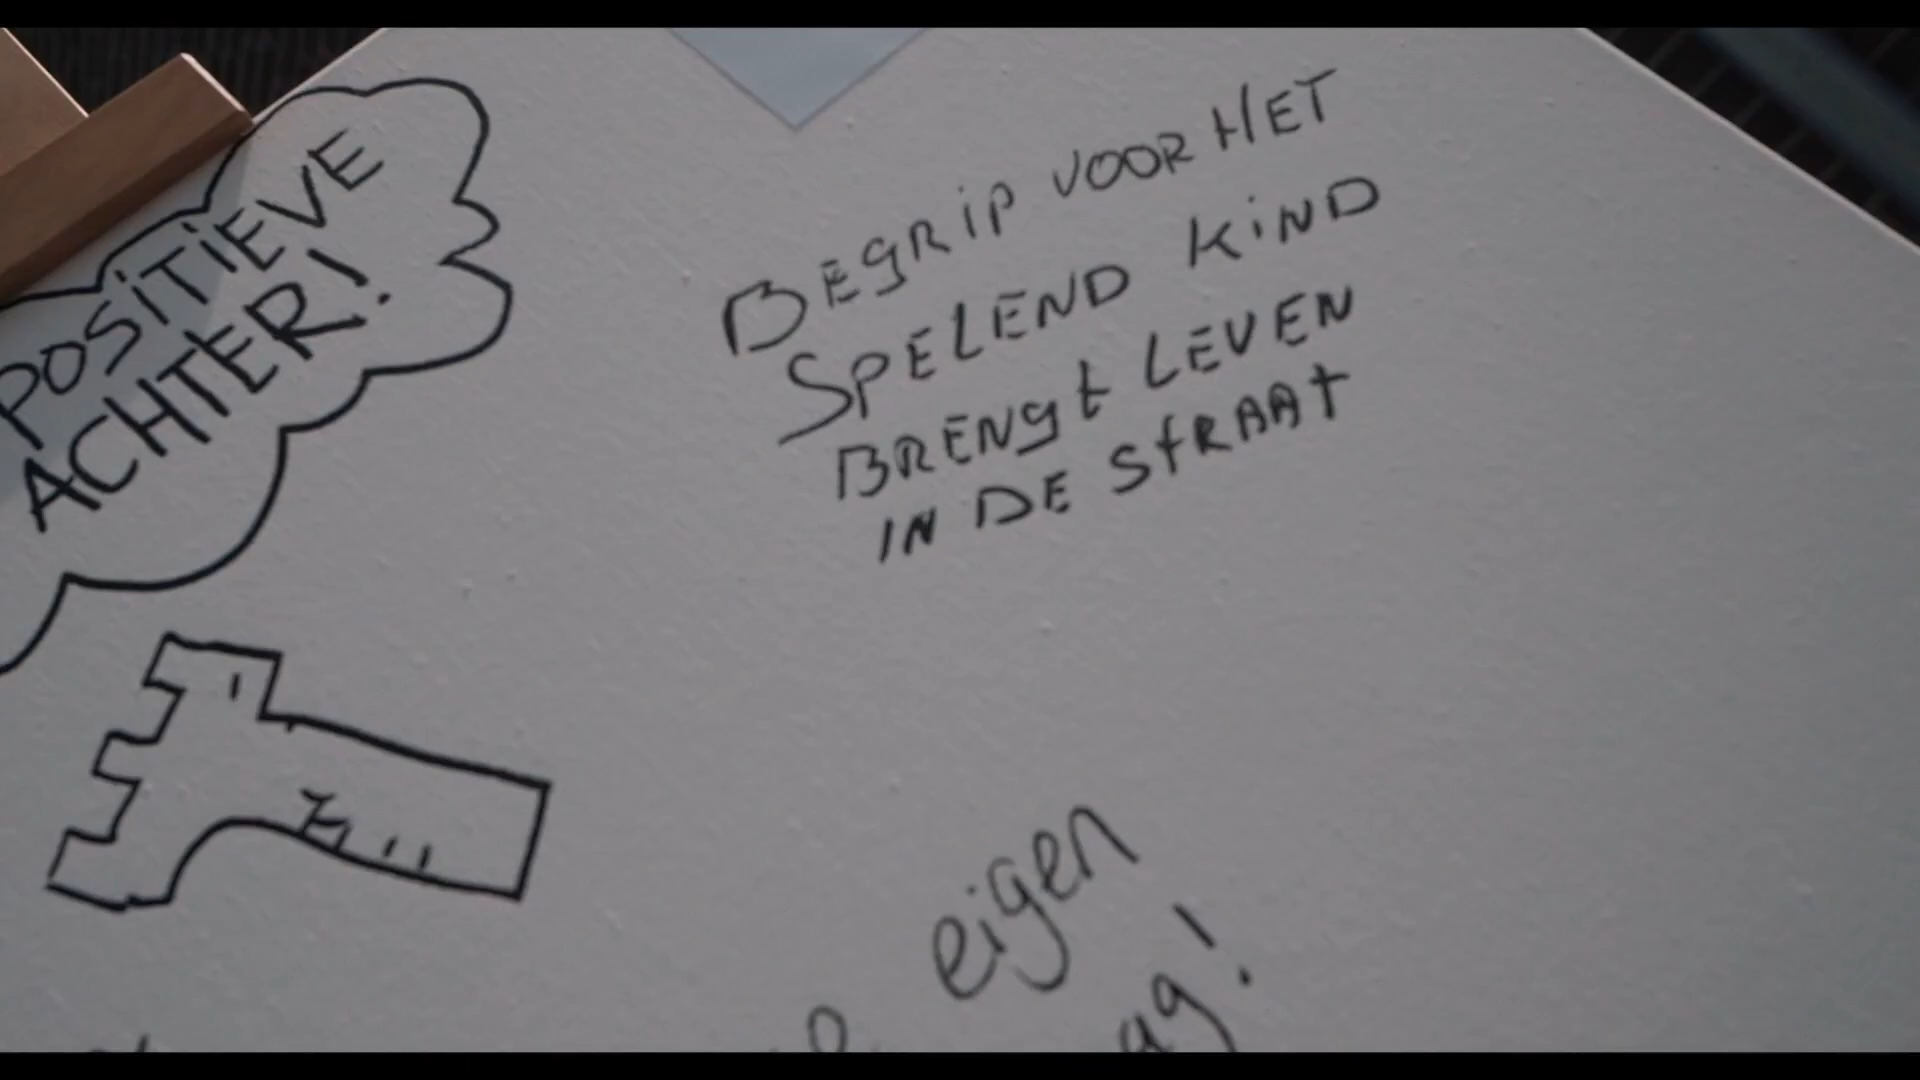 POSiTiEVE
ACHTER!
BEGRiP VOOR HET
SPELEND KiND
BRENgt LEVEN
IN DE StRAAt
eigen